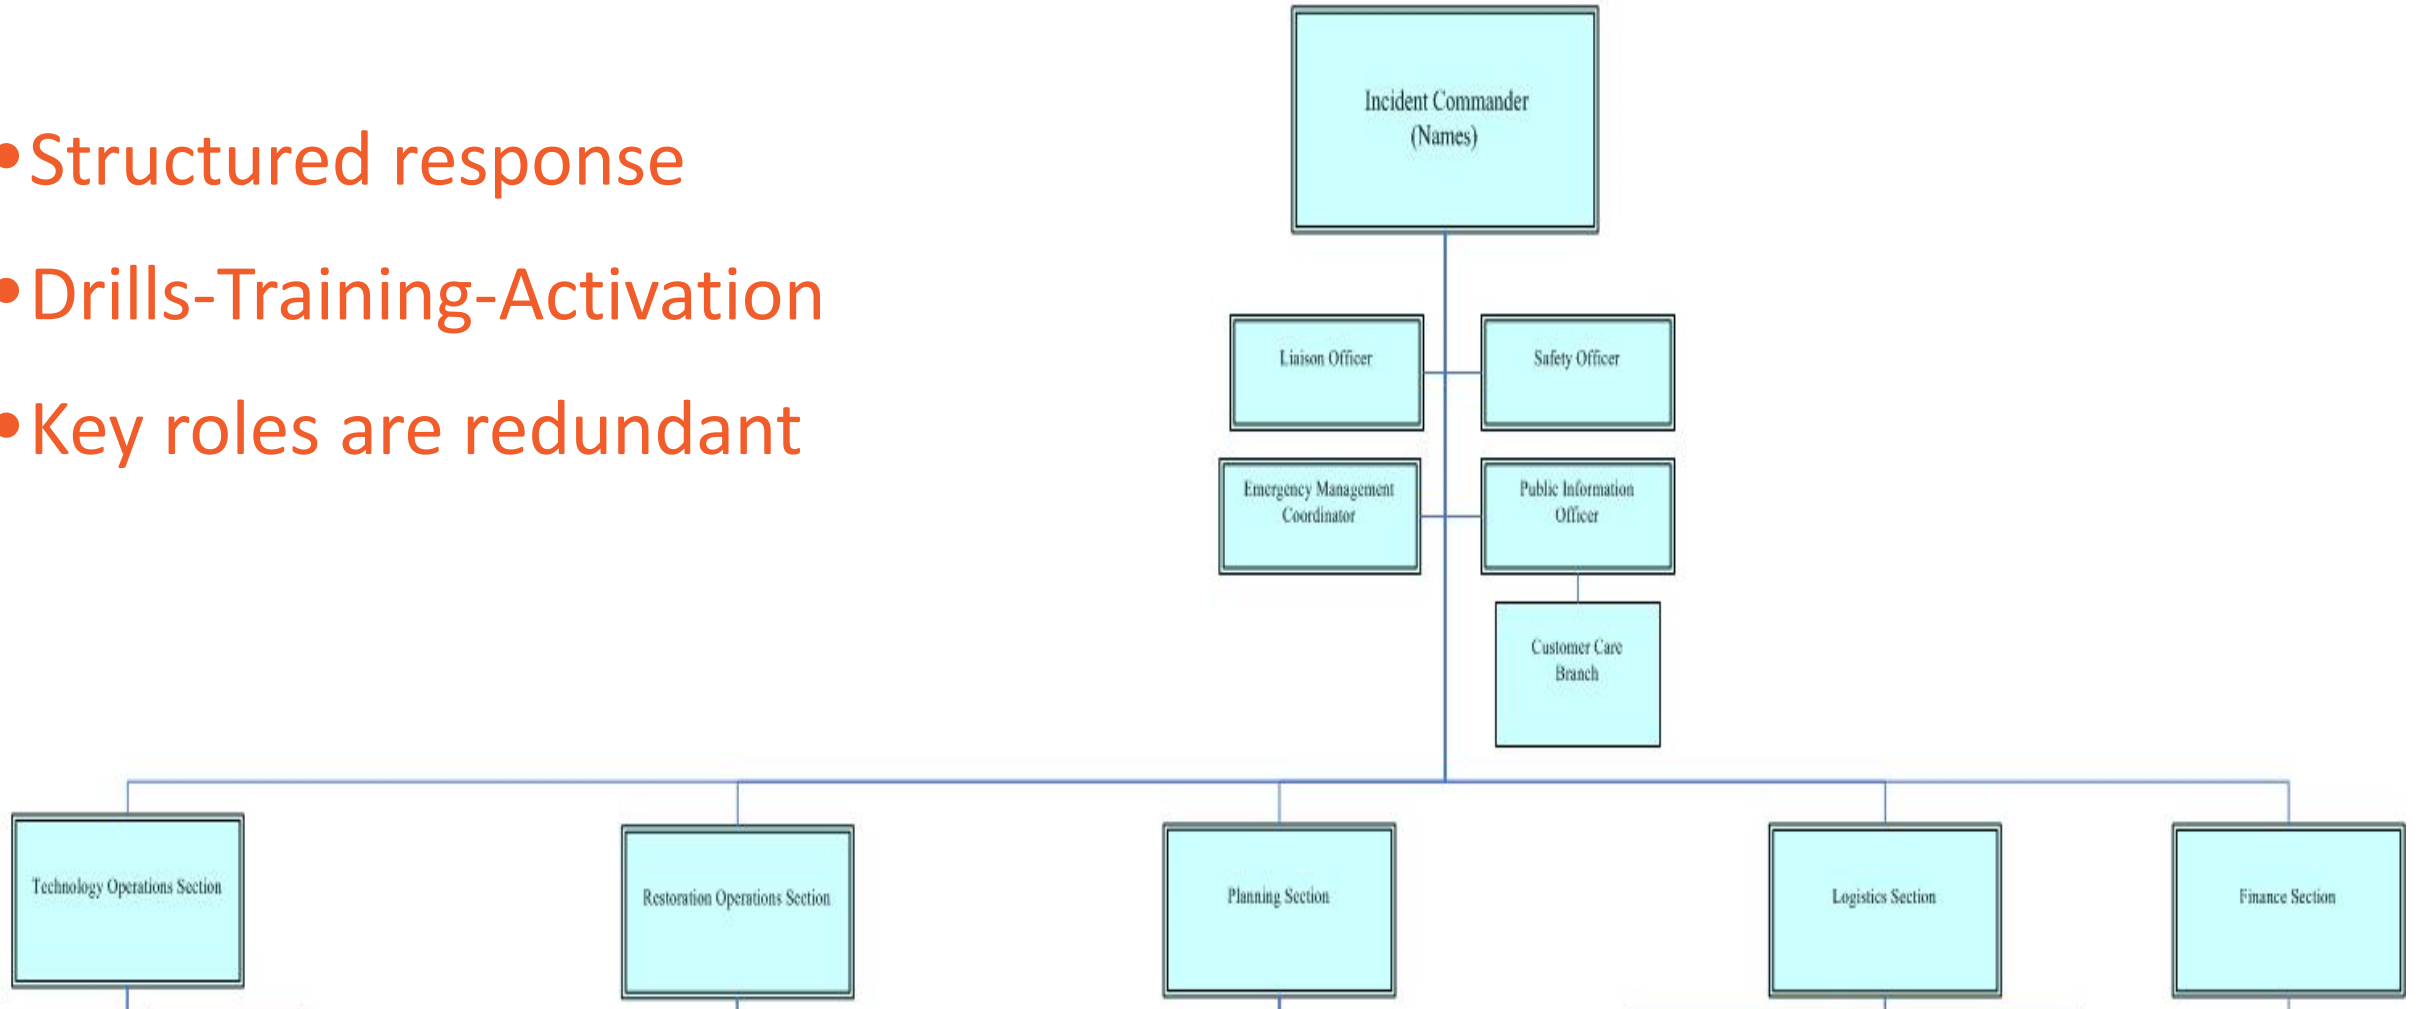 •Structured response
•Drills-Training-Activation
•Key roles are redundant
Incident Commander
(Names)
Liaison Officer
Safety Officer
Emergency Management
Coordinator
Public Information
Officer
Customer Care
Branch
Technology Operations Section
Restoration Operations Section
Planning Section
Logistics Section
Finance Section